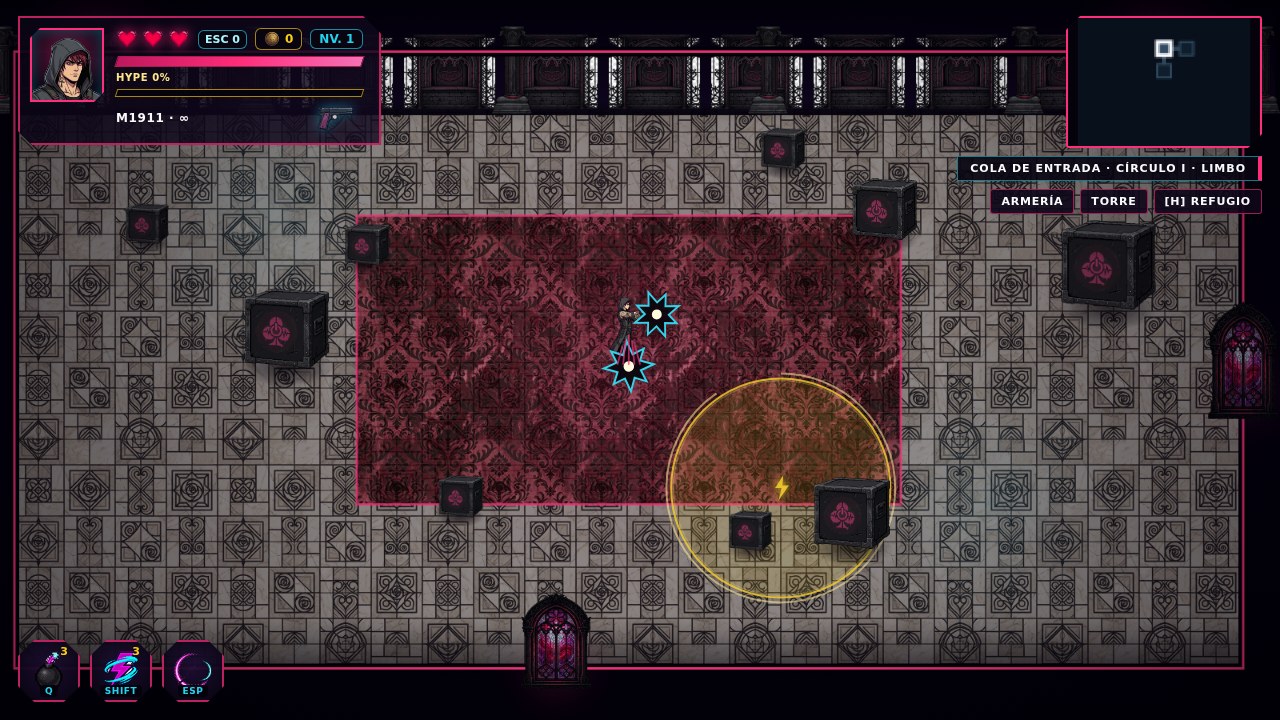 ESC 0
0
NV. 1
HYPE 0%
M1911 · ∞
COLA DE ENTRADA · CÍRCULO I · LIMBO
ARMERÍA
TORRE
[H] REFUGIO
3
Q
3
SHIFT
ESP